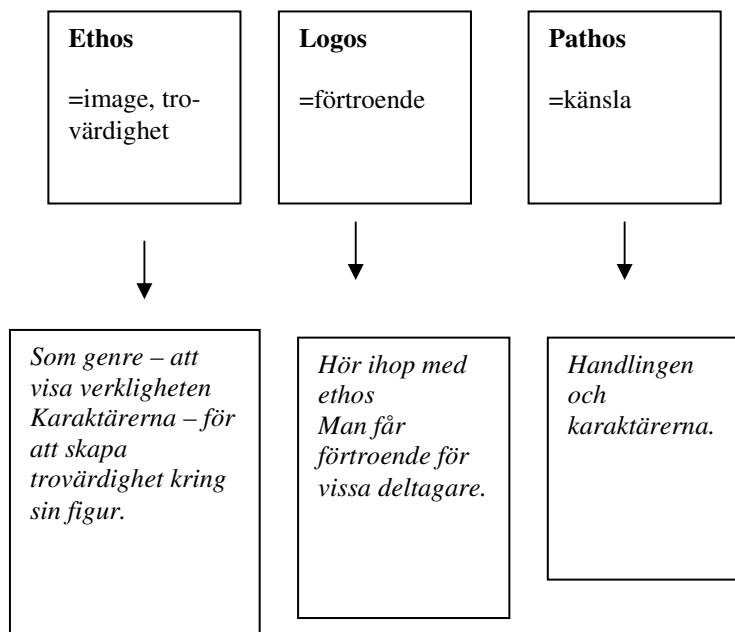 Ethos
=image, tro-
värdighet
Logos
=förtroende
Pathos
=känsla
Som genre – att
visa verkligheten
Karaktärerna – för
att skapa
trovärdighet kring
sin figur.
Hör ihop med
ethos
Man får
förtroende för
vissa deltagare.
Handlingen
och
karaktärerna.